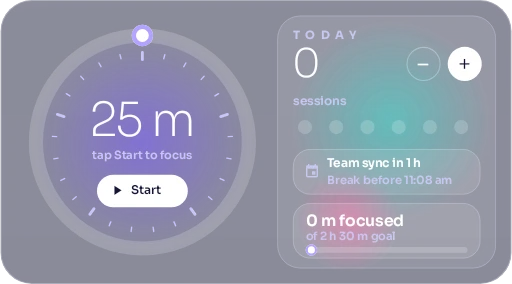 25 m
tap Start to focus
Start
TODAY
0
− +
sessions
Team sync in 1 h
Break before 11:08 am
0 m focused
of 2 h 30 m goal